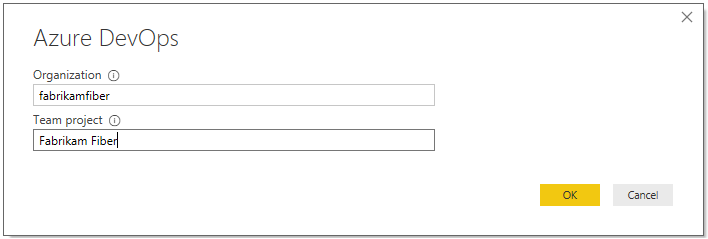 Azure DevOps
Organization
fabrikamfiber
Team project
Fabrikam Fiber
OK Cancel